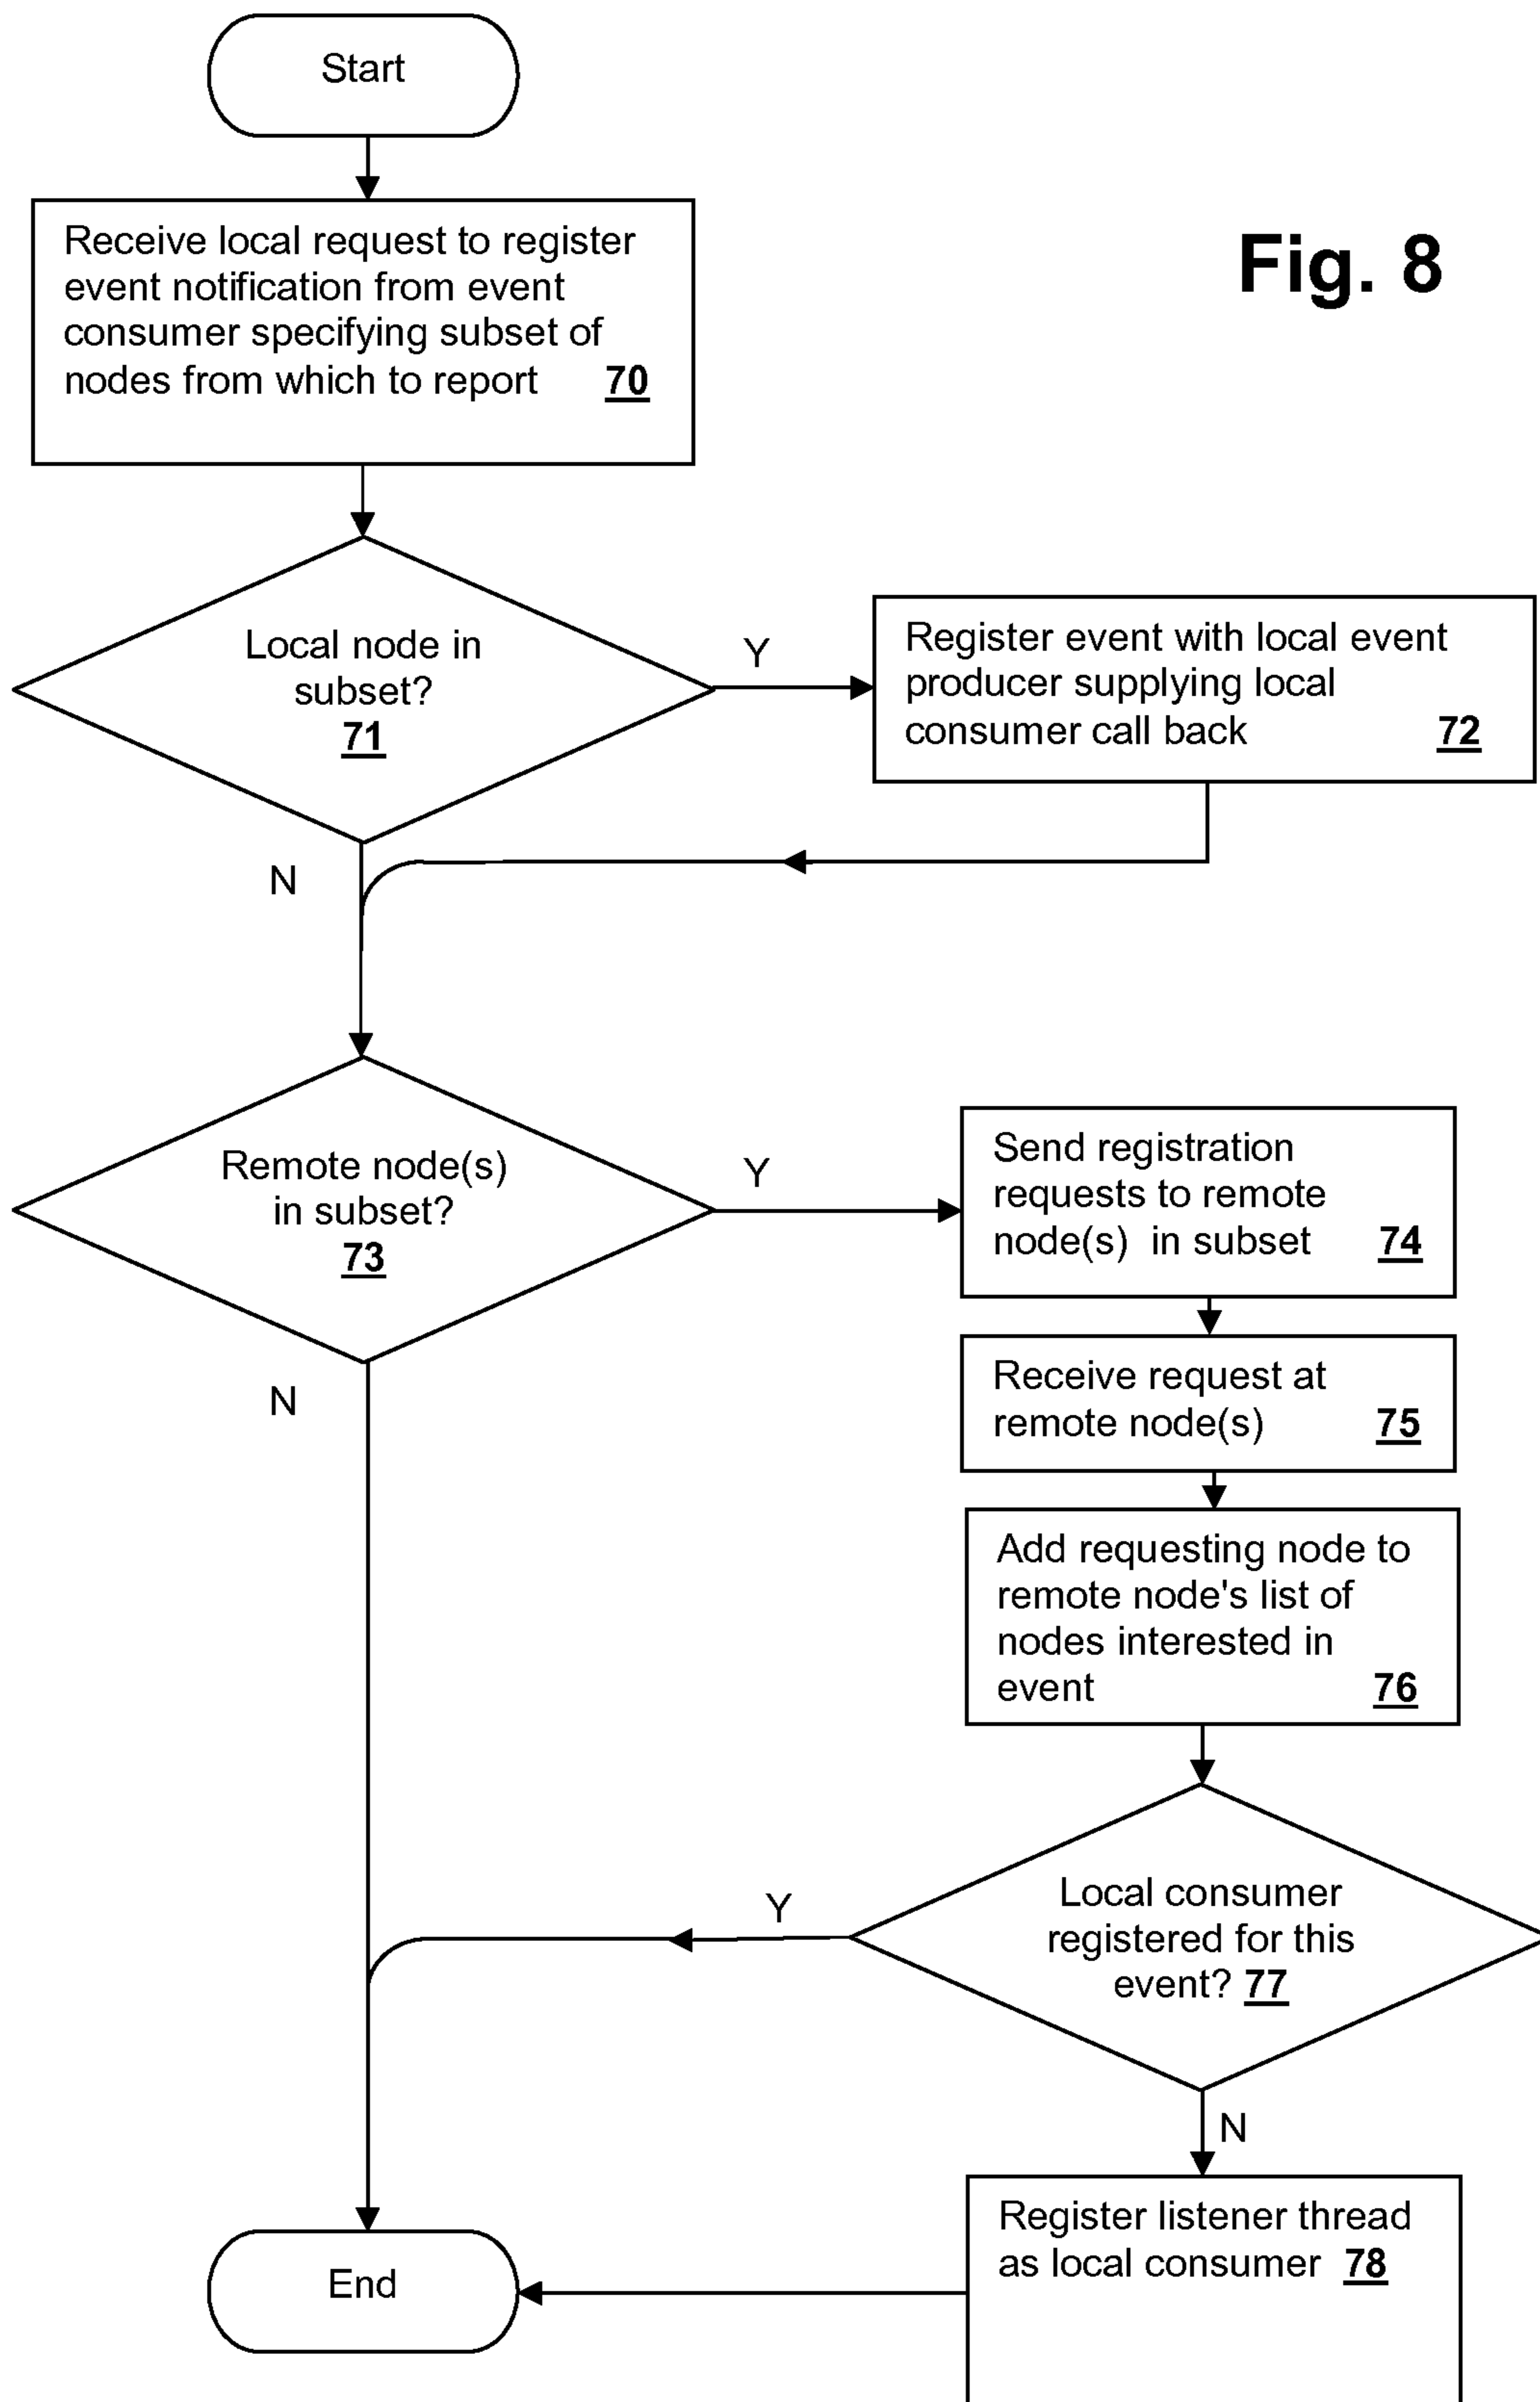 Start
Fig. 8
Receive local request to register
event notification from event
consumer specifying subset of
nodes from which to report 70
Local node in
subset?
71
Y
Register event with local event
producer supplying local
consumer call back 72
N
Remote node(s)
in subset?
73
Y
Send registration
requests to remote
node(s) in subset 74
Receive request at
remote node(s) 75
N
Add requesting node to
remote node's list of
nodes interested in
event 76
Local consumer
registered for this
event? 77
Y
N
Register listener thread
as local consumer 78
End